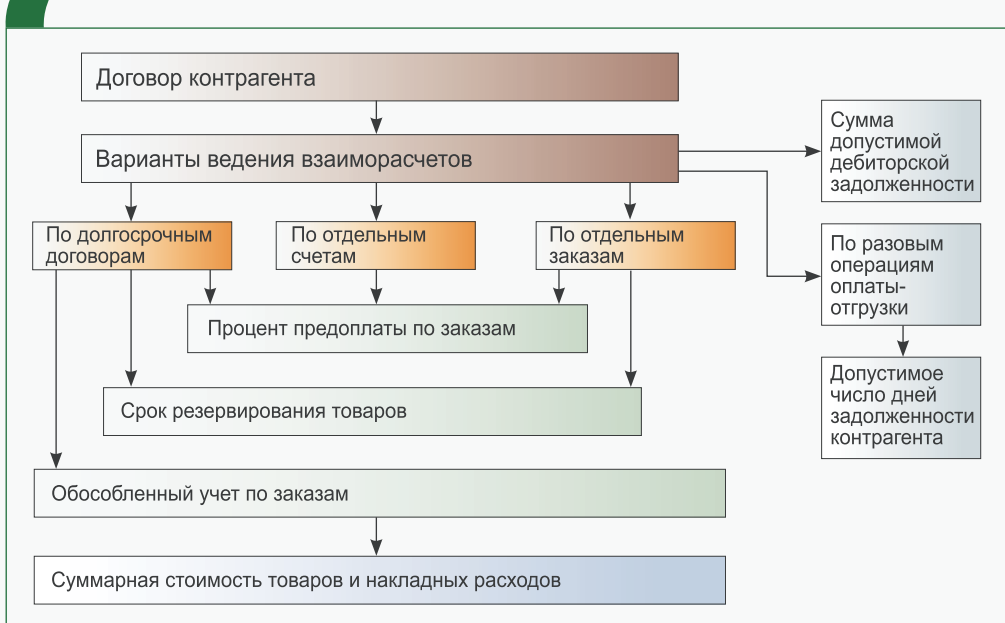 Договор контрагента
Варианты ведения взаиморасчетов
Сумма
допустимой
дебиторской
задолженности
По долгосрочным
договорам
По отдельным
счетам
По отдельным
заказам
По разовым
операциям
оплаты-
отгрузки
Процент предоплаты по заказам
Допустимое
число дней
задолженности
контрагента
Срок резервирования товаров
Обособленный учет по заказам
Суммарная стоимость товаров и накладных расходов